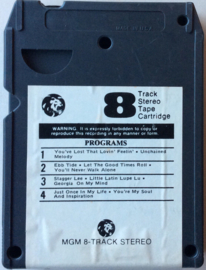 8
Track
Stereo
Tape
Cartridge
WARNING: It is expressly forbidden to copy or
reproduce this recording in any manner or form.
PROGRAMS
1 You've Lost That Lovin' Feelin' • Unchained
Melody
2 Ebb Tide • Let The Good Times Roll •
You'll Never Walk Alone
3 Stagger Lee • Little Latin Lupe Lu •
Georgia On My Mind
4 Just Once In My Life • You're My Soul
And Inspiration
MGM 8-TRACK STEREO